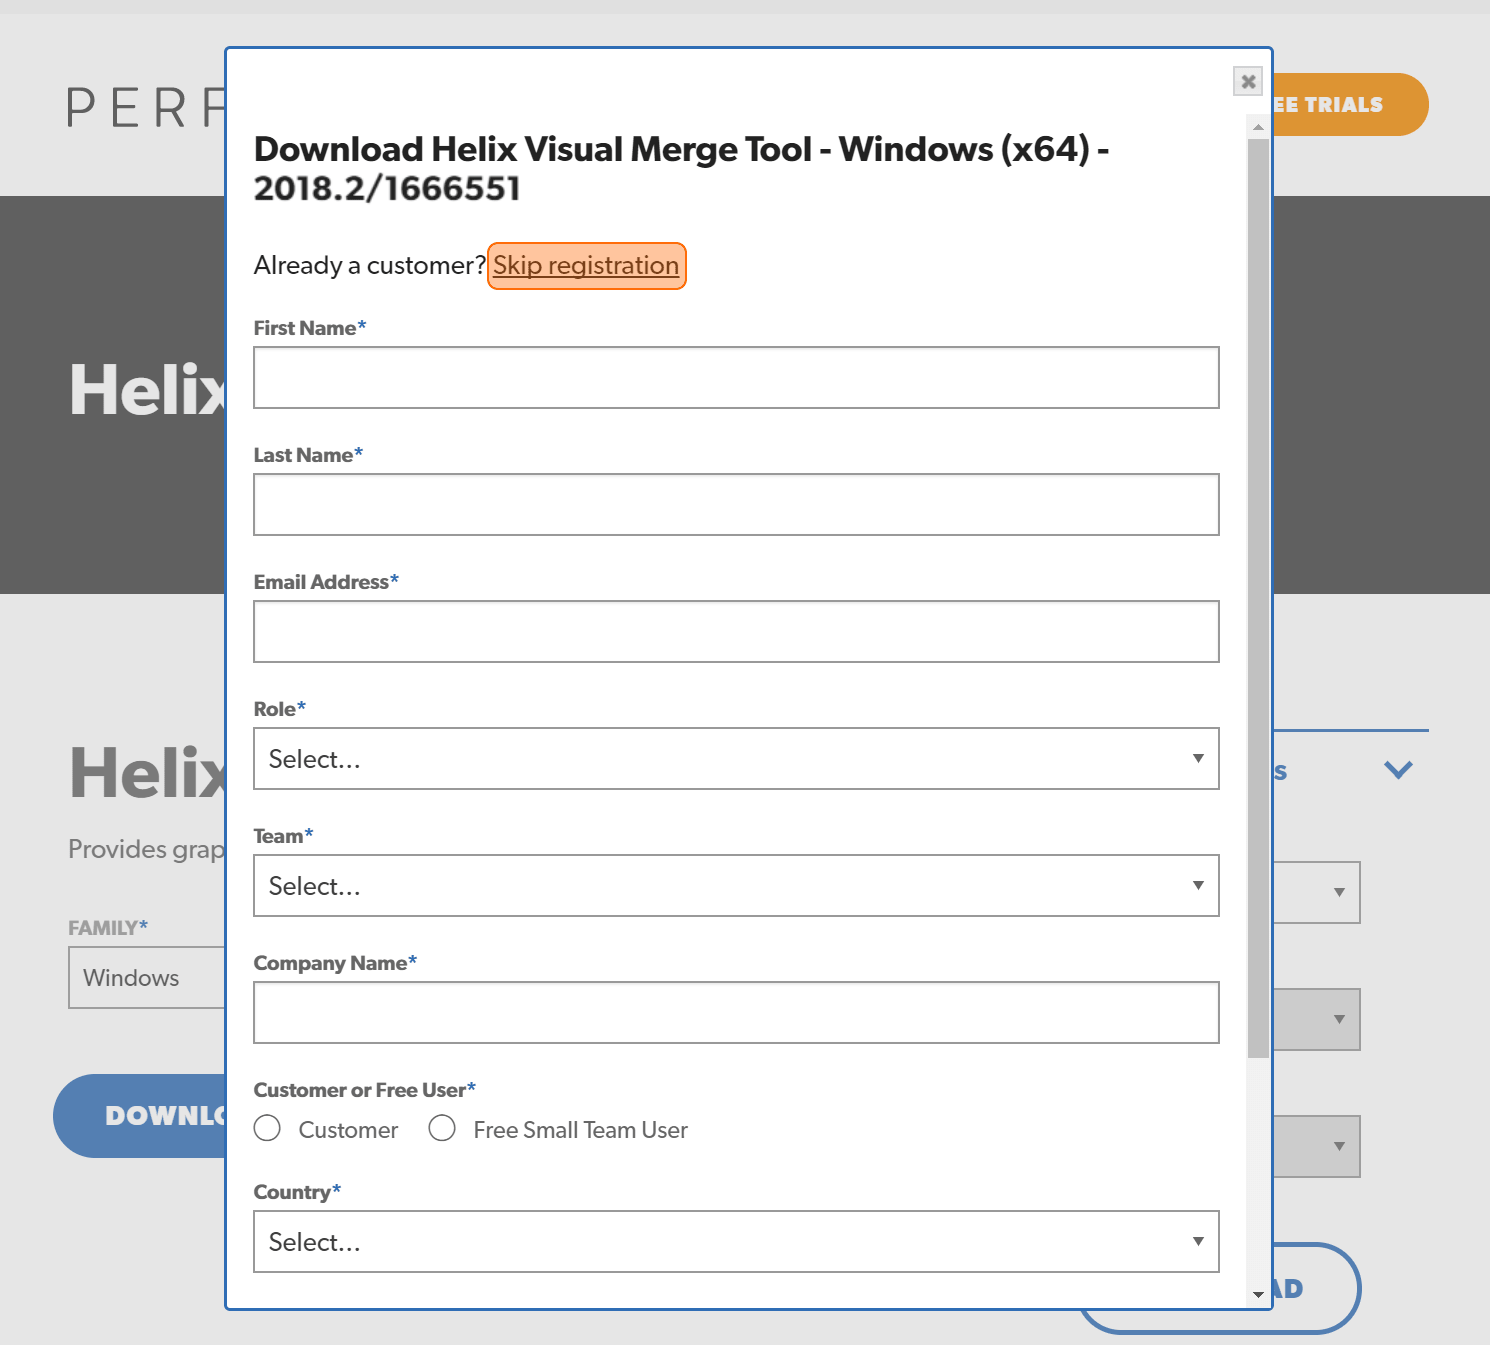 PERF
EE TRIALS
Download Helix Visual Merge Tool - Windows (x64) -
2018.2/1666551
Already a customer? Skip registration
First Name*
Last Name*
Email Address*
Role*
Select...
Team*
Select...
Company Name*
Customer or Free User*
Customer Free Small Team User
Country*
Select...
Helix
Helix
Provides grap
FAMILY*
Windows
DOWNLO
s
AD